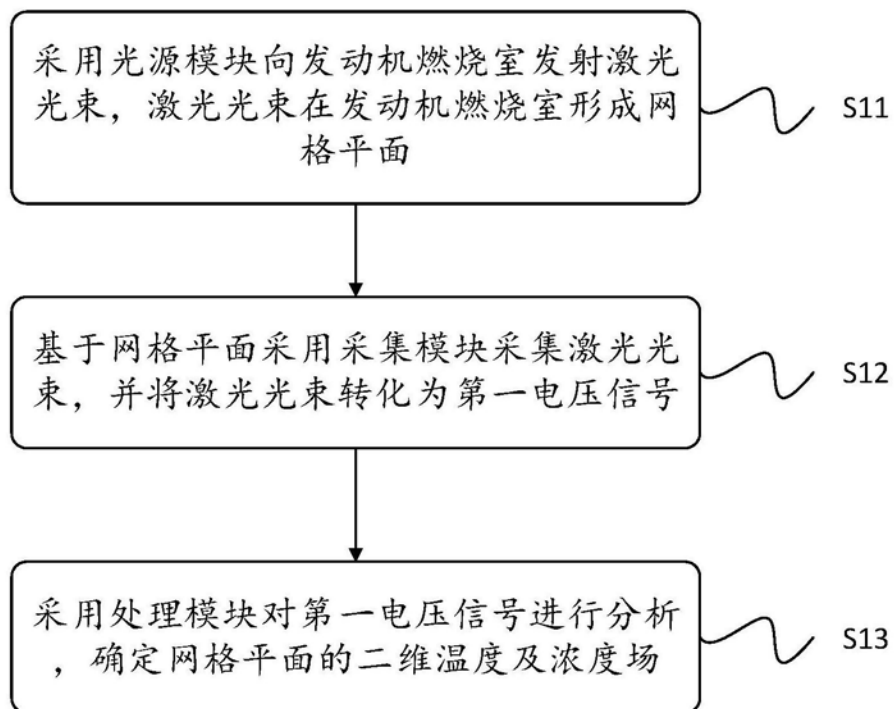 采用光源模块向发动机燃烧室发射激光
光束，激光光束在发动机燃烧室形成网
格平面
S11
基于网格平面采用采集模块采集激光光
束，并将激光光束转化为第一电压信号
S12
采用处理模块对第一电压信号进行分析
，确定网格平面的二维温度及浓度场
S13